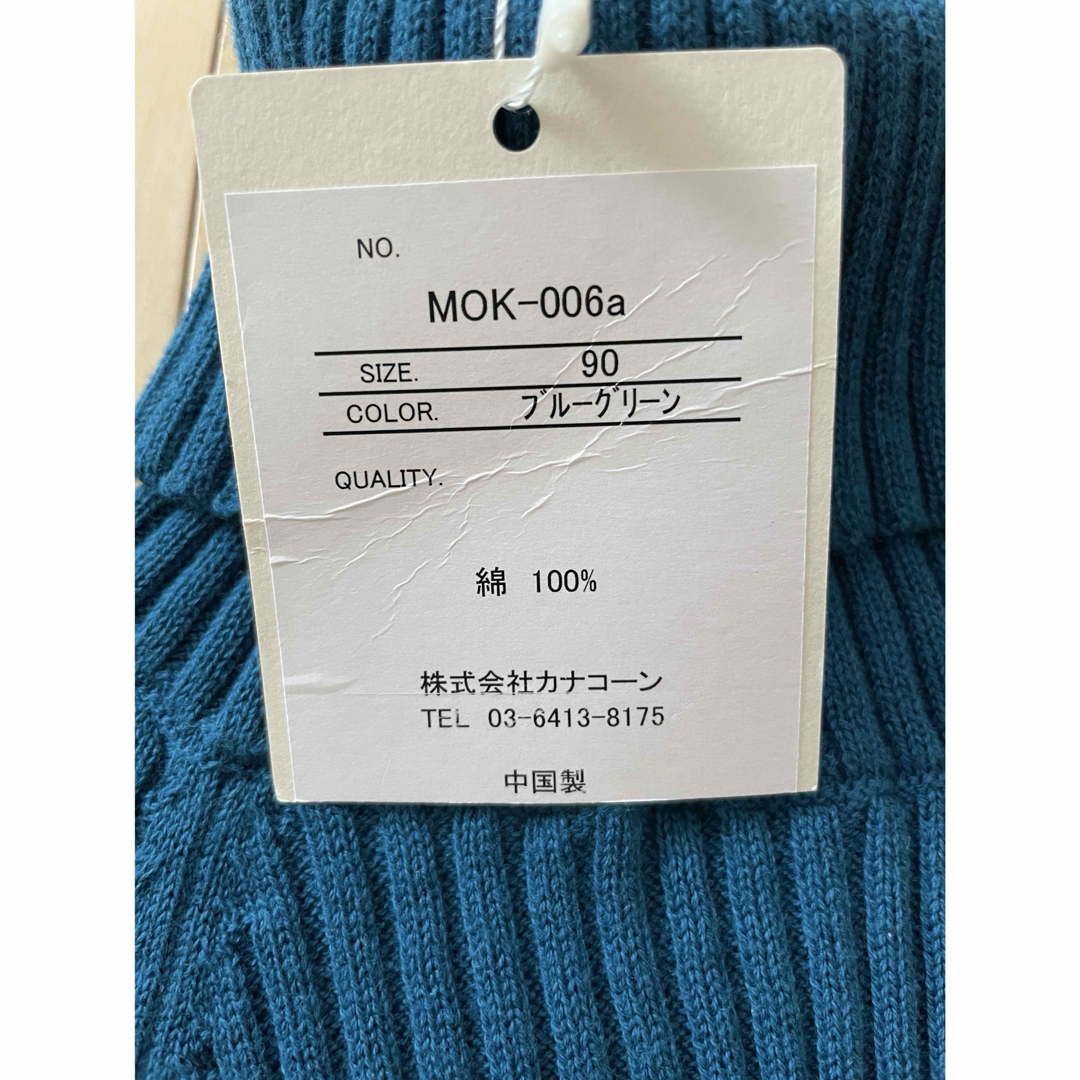 NO.
MOK-006a
SIZE. 90
COLOR. ブルーグリーン
QUALITY.
綿 100%
株式会社カナコーン
TEL 03-6413-8175
中国製